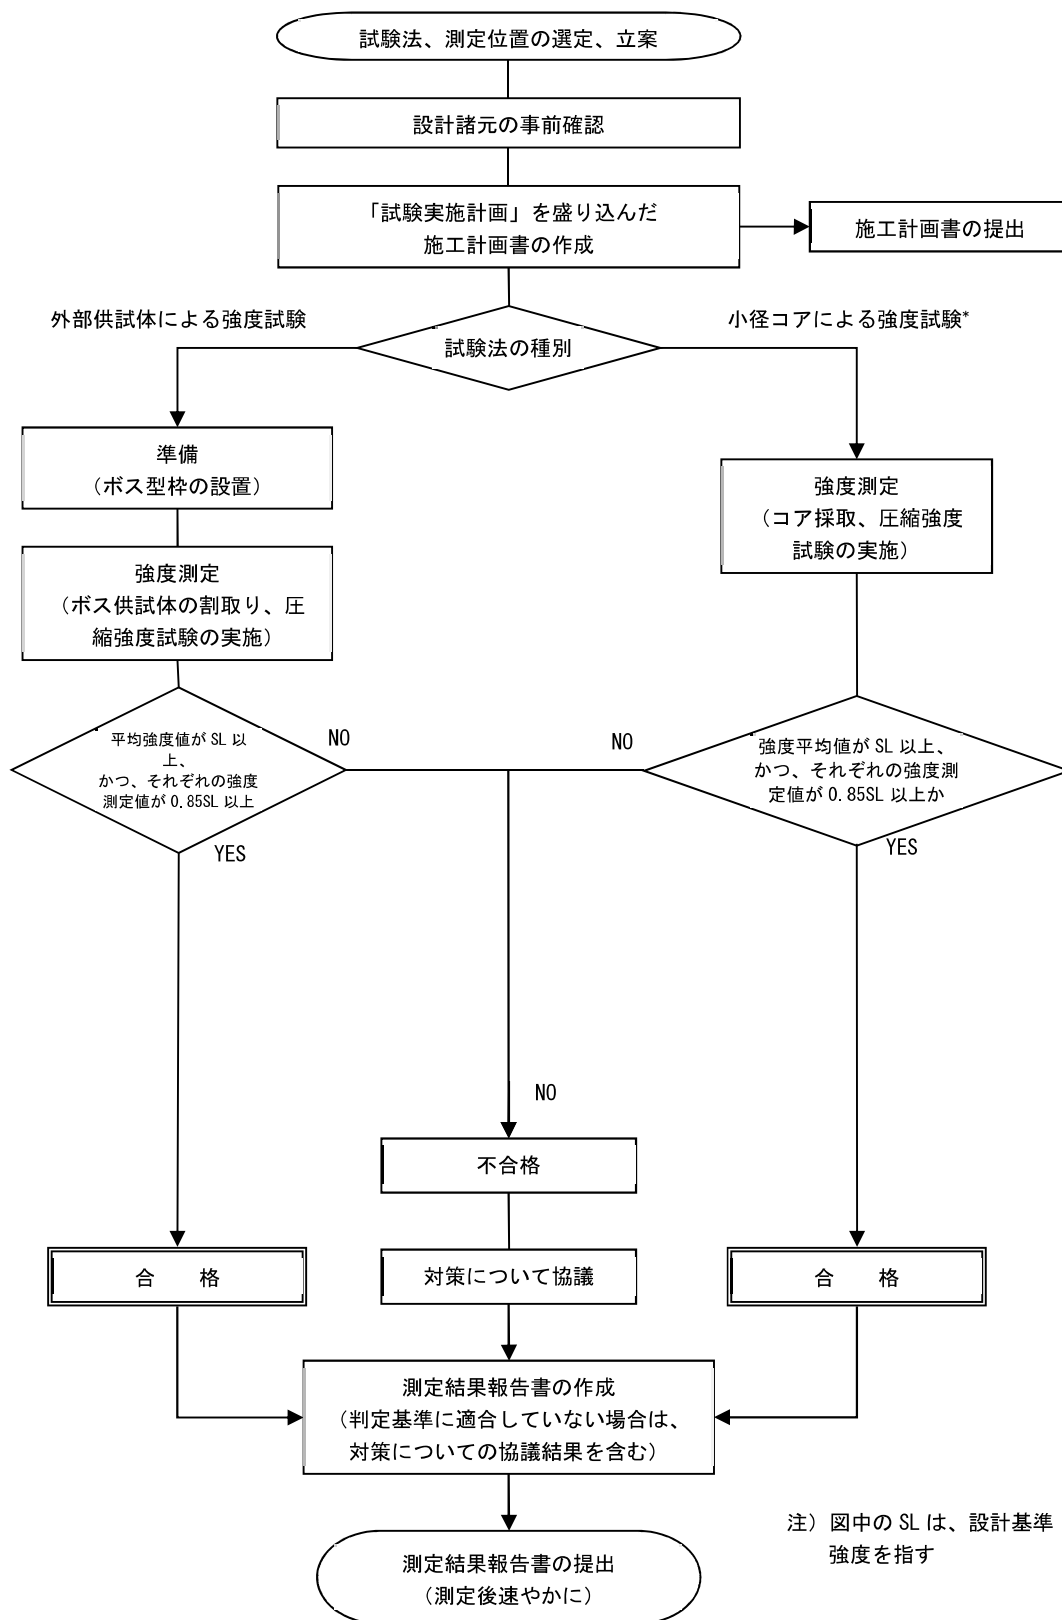 試験法、測定位置の選定、立案
設計諸元の事前確認
「試験実施計画」を盛り込んだ
施工計画書の作成
施工計画書の提出
外部供試体による強度試験
小径コアによる強度試験*
試験法の種別
準備
(ボス型枠の設置)
強度測定
(コア採取、圧縮強度
試験の実施)
強度測定
(ボス供試体の割取り、圧
縮強度試験の実施)
平均強度値が SL 以
上、
かつ、それぞれの強度
測定値が 0.85SL 以上
NO
NO
強度平均値が SL 以上、
かつ、それぞれの強度測
定値が 0.85SL 以上か
YES
YES
NO
不合格
合　　格
対策について協議
合　　格
測定結果報告書の作成
(判定基準に適合していない場合は、
対策についての協議結果を含む)
注) 図中の SL は、設計基準
強度を指す
測定結果報告書の提出
(測定後速やかに)